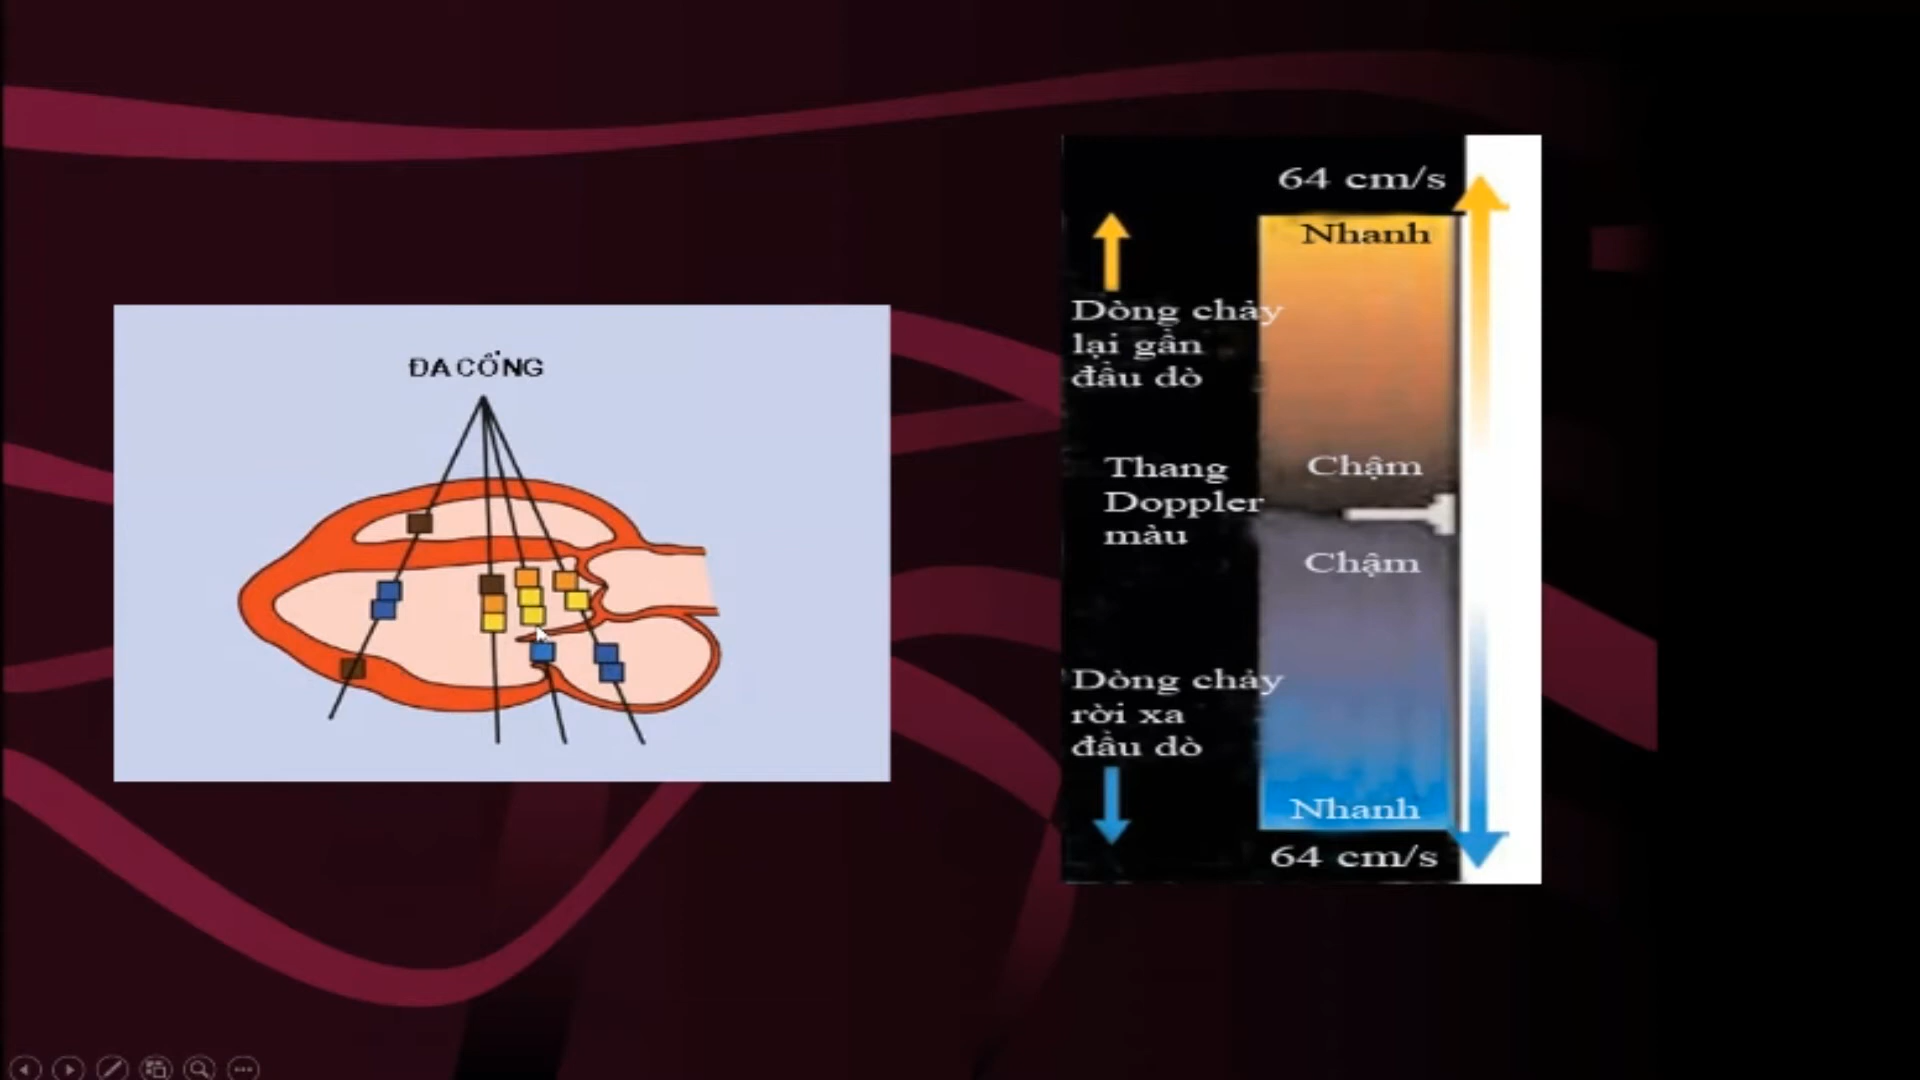 ĐA CỔNG
64 cm/s
Nhanh
Dòng chảy
lại gần
đầu dò
Chậm
Thang
Doppler
màu
Chậm
Dòng chảy
rời xa
đầu dò
Nhanh
64 cm/s